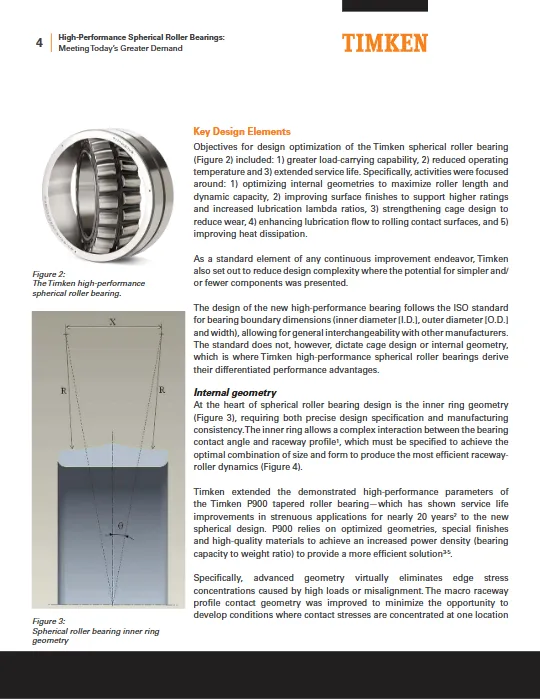 4
High-Performance Spherical Roller Bearings:
Meeting Today's Greater Demand
TIMKEN
Key Design Elements
Objectives for design optimization of the Timken spherical roller bearing
(Figure 2) included: 1) greater load-carrying capability, 2) reduced operating
temperature and 3) extended service life. Specifically, activities were focused
around: 1) optimizing internal geometries to maximize roller length and
dynamic capacity, 2) improving surface finishes to support higher ratings
and increased lubrication lambda ratios, 3) strengthening cage design to
reduce wear, 4) enhancing lubrication flow to rolling contact surfaces, and 5)
improving heat dissipation.
As a standard element of any continuous improvement endeavor, Timken
also set out to reduce design complexity where the potential for simpler and/
or fewer components was presented.
The design of the new high-performance bearing follows the ISO standard
for bearing boundary dimensions (inner diameter [I.D.], outer diameter [O.D.]
and width), allowing for general interchangeability with other manufacturers.
The standard does not, however, dictate cage design or internal geometry,
which is where Timken high-performance spherical roller bearings derive
their differentiated performance advantages.
Internal geometry
At the heart of spherical roller bearing design is the inner ring geometry
(Figure 3), requiring both precise design specification and manufacturing
consistency. The inner ring allows a complex interaction between the bearing
contact angle and raceway profile¹, which must be specified to achieve the
optimal combination of size and form to produce the most efficient raceway-
roller dynamics (Figure 4).
Timken extended the demonstrated high-performance parameters of
the Timken P900 tapered roller bearing—which has shown service life
improvements in strenuous applications for nearly 20 years² to the new
spherical design. P900 relies on optimized geometries, special finishes
and high-quality materials to achieve an increased power density (bearing
capacity to weight ratio) to provide a more efficient solution³⁻⁵.
Specifically, advanced geometry virtually eliminates edge stress
concentrations caused by high loads or misalignment. The macro raceway
profile contact geometry was improved to minimize the opportunity to
develop conditions where contact stresses are concentrated at one location
Figure 2:
The Timken high-performance
spherical roller bearing.
X
R
R
θ
Figure 3:
Spherical roller bearing inner ring
geometry